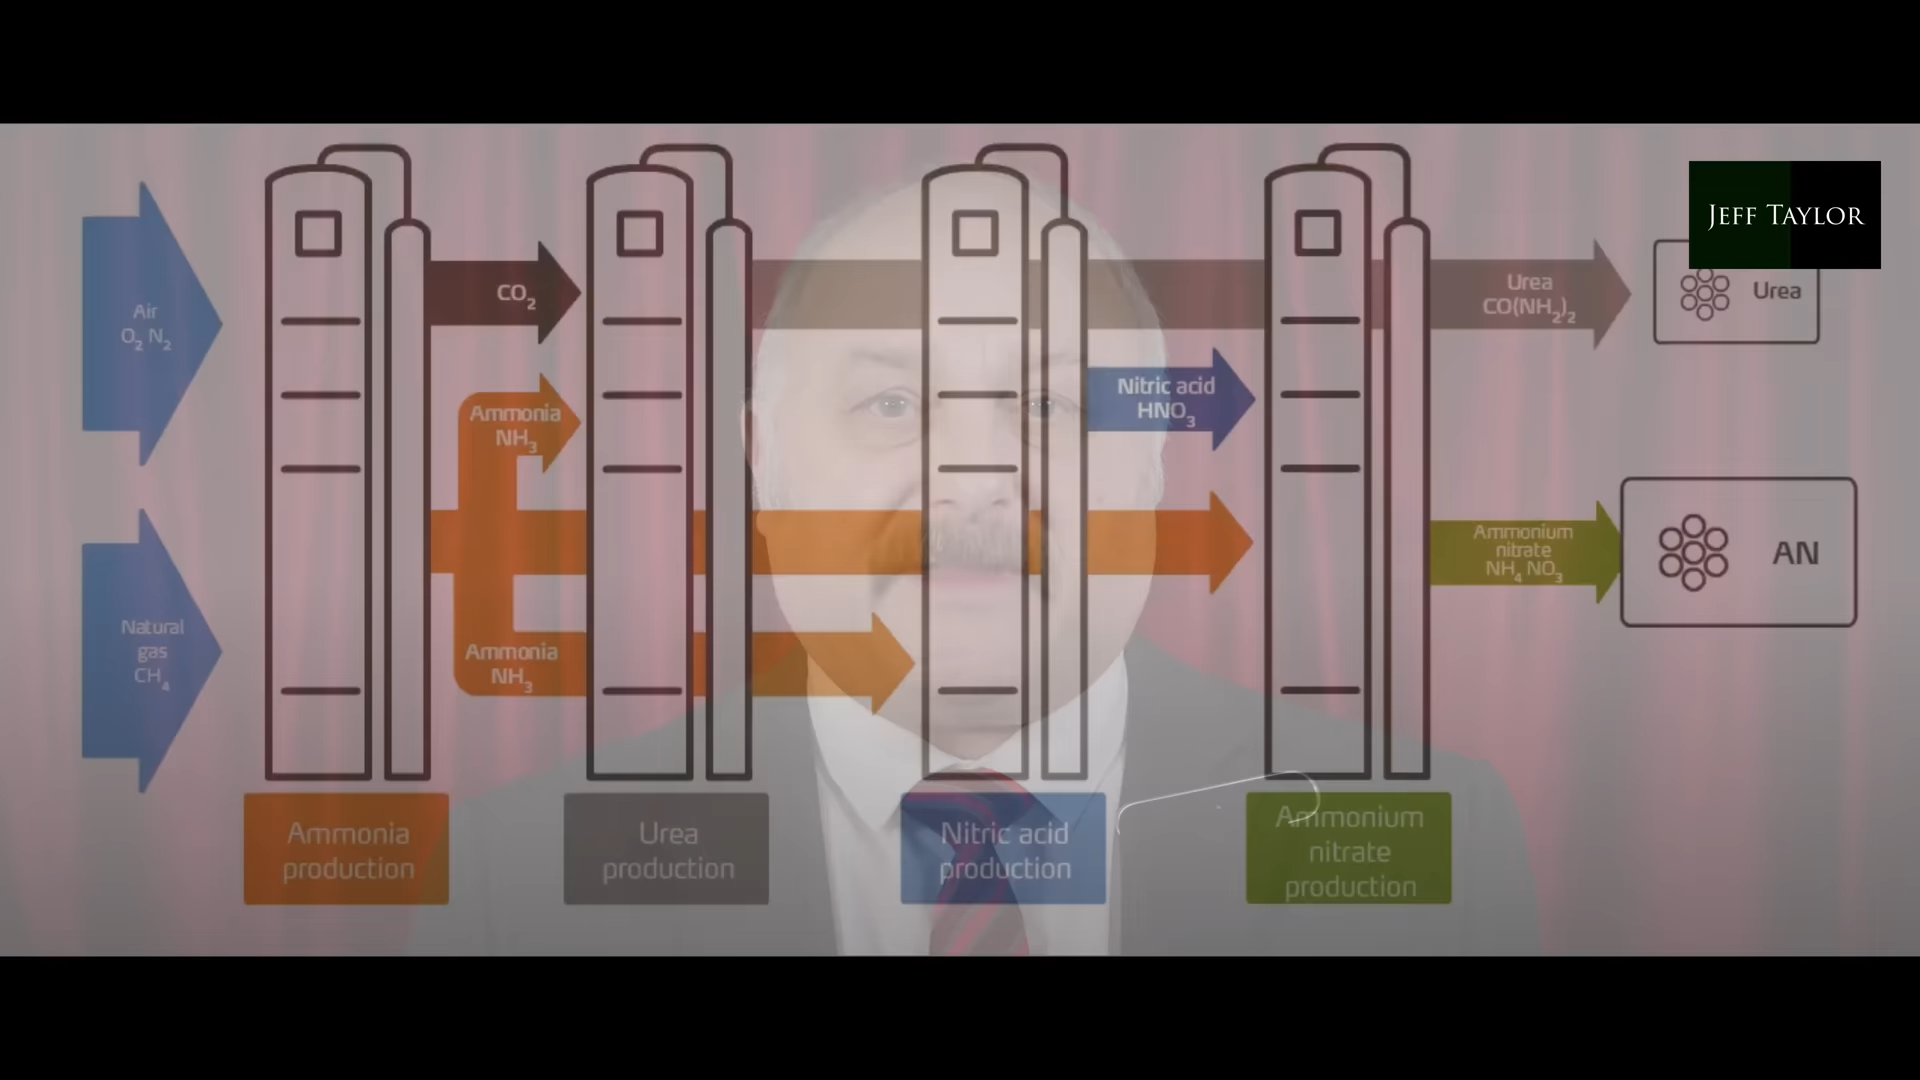 JEFF TAYLOR
Air
O2 N2
CO2
Urea
CO(NH2)2
Urea
Nitric acid
HNO3
Ammonia
NH3
Ammonium
nitrate
NH4 NO3
AN
Natural
gas
CH4
Ammonia
NH3
Ammonia
production
Urea
production
Nitric acid
production
Ammonium
nitrate
production